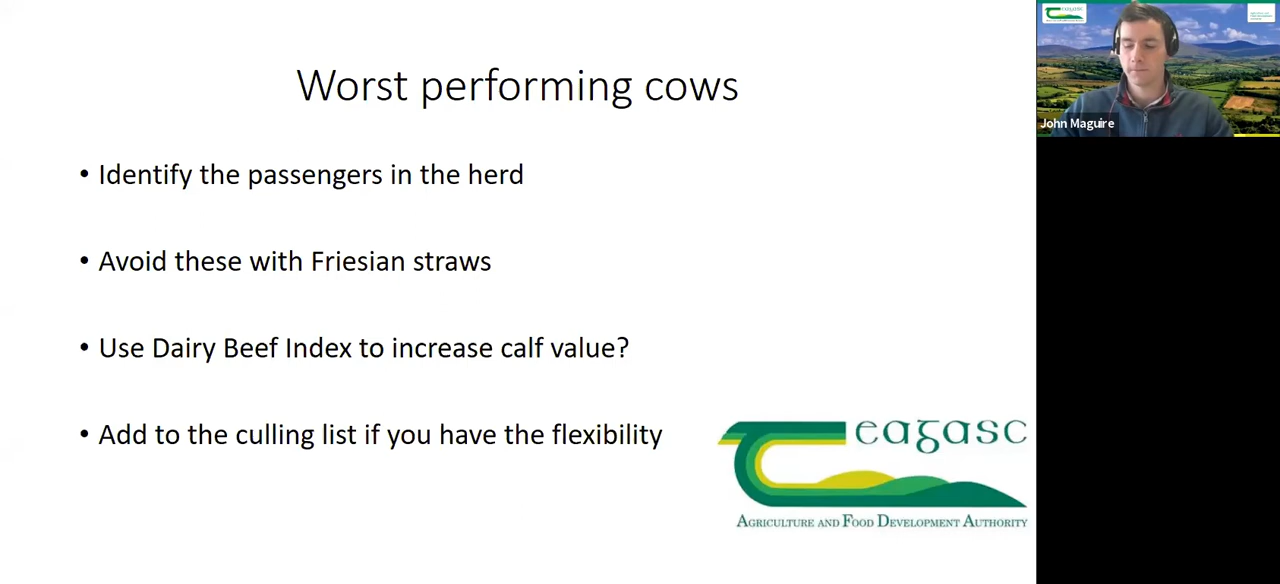 Worst performing cows
• Identify the passengers in the herd
• Avoid these with Friesian straws
• Use Dairy Beef Index to increase calf value?
• Add to the culling list if you have the flexibility
eagasc
AGRICULTURE AND FOOD DEVELOPMENT AUTHORITY
John Maguire